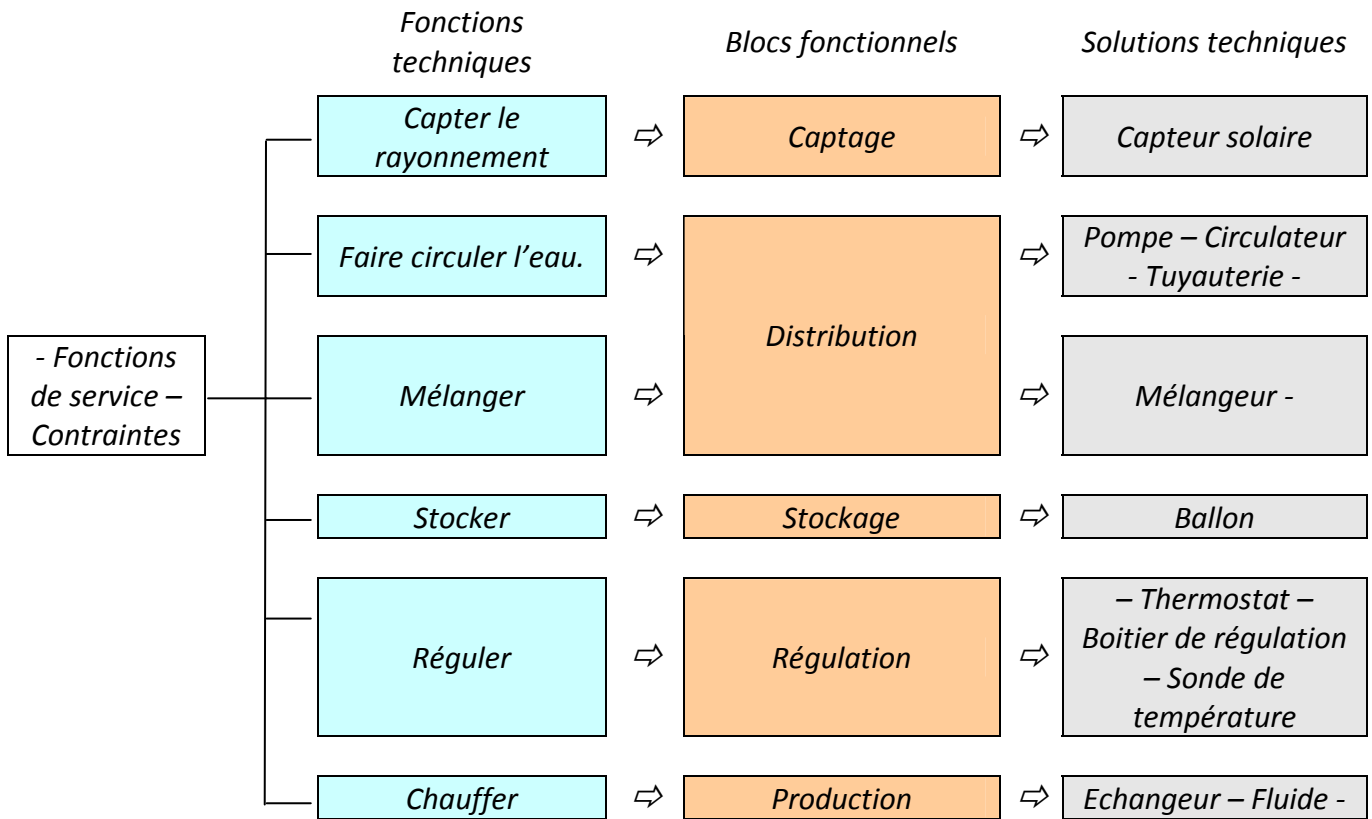 Fonctions
techniques
Blocs fonctionnels
Solutions techniques
Capter le
rayonnement
⇨
Captage
⇨
Capteur solaire
Faire circuler l’eau.
⇨
Distribution
⇨
Pompe – Circulateur
- Tuyauterie -
- Fonctions
de service –
Contraintes
Mélanger
⇨
⇨
Mélangeur -
Stocker
⇨
Stockage
⇨
Ballon
Réguler
⇨
Régulation
⇨
– Thermostat –
Boitier de régulation
– Sonde de
température
Chauffer
⇨
Production
⇨
Echangeur – Fluide -